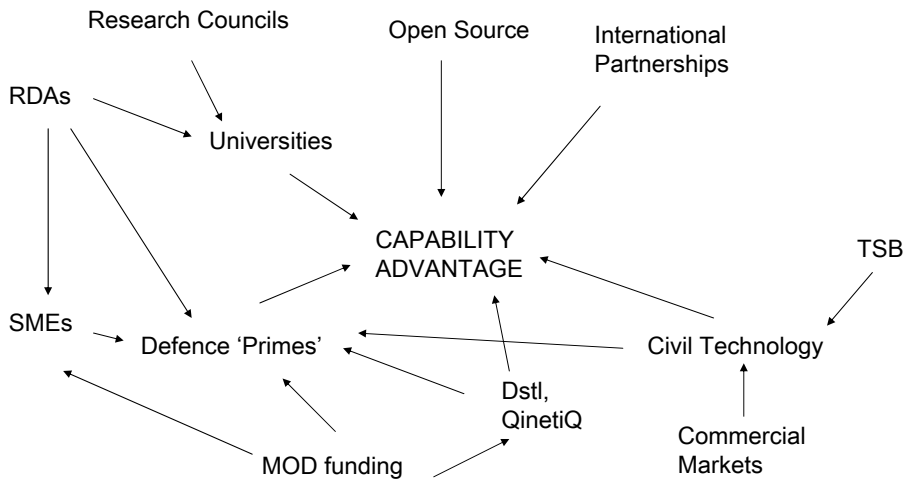 Research Councils
Open Source
International
Partnerships
RDAs
Universities
CAPABILITY
ADVANTAGE
TSB
SMEs
Defence ‘Primes’
Civil Technology
Dstl,
QinetiQ
Commercial
Markets
MOD funding